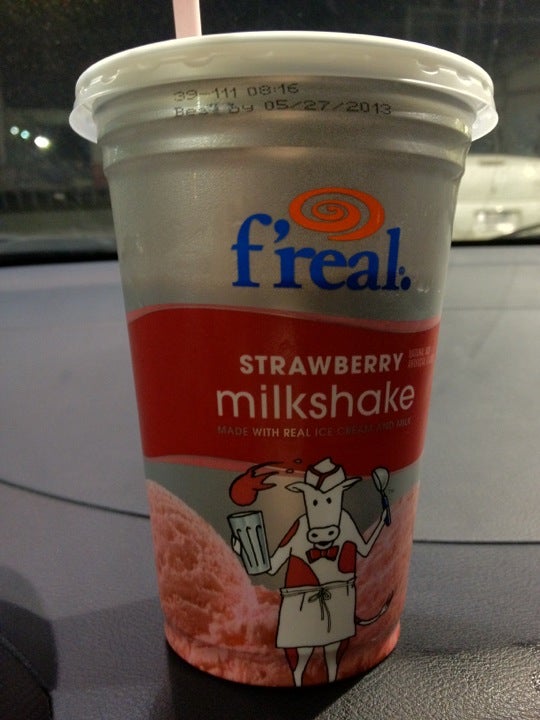 39-111 08:16
Best by 05/27/2013
f'real.
STRAWBERRY
milkshake
MADE WITH REAL ICE CREAM AND MILK